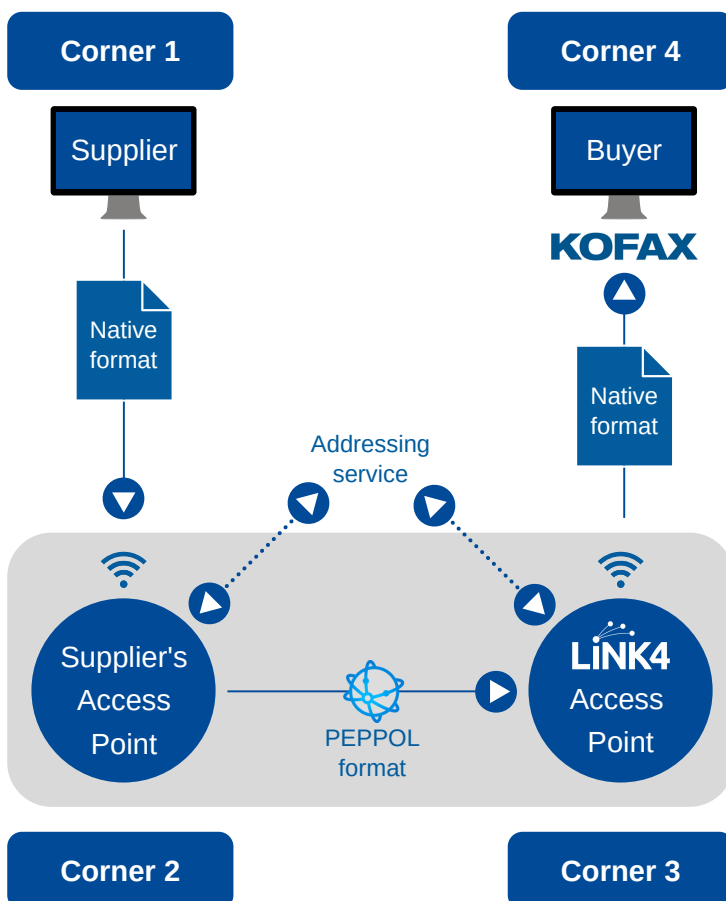 Corner 1
Corner 4
Supplier
Buyer
KOFAX
Native
format
Native
format
Addressing
service
Supplier's
Access
Point
LiNK4
Access
Point
PEPPOL
format
Corner 2
Corner 3